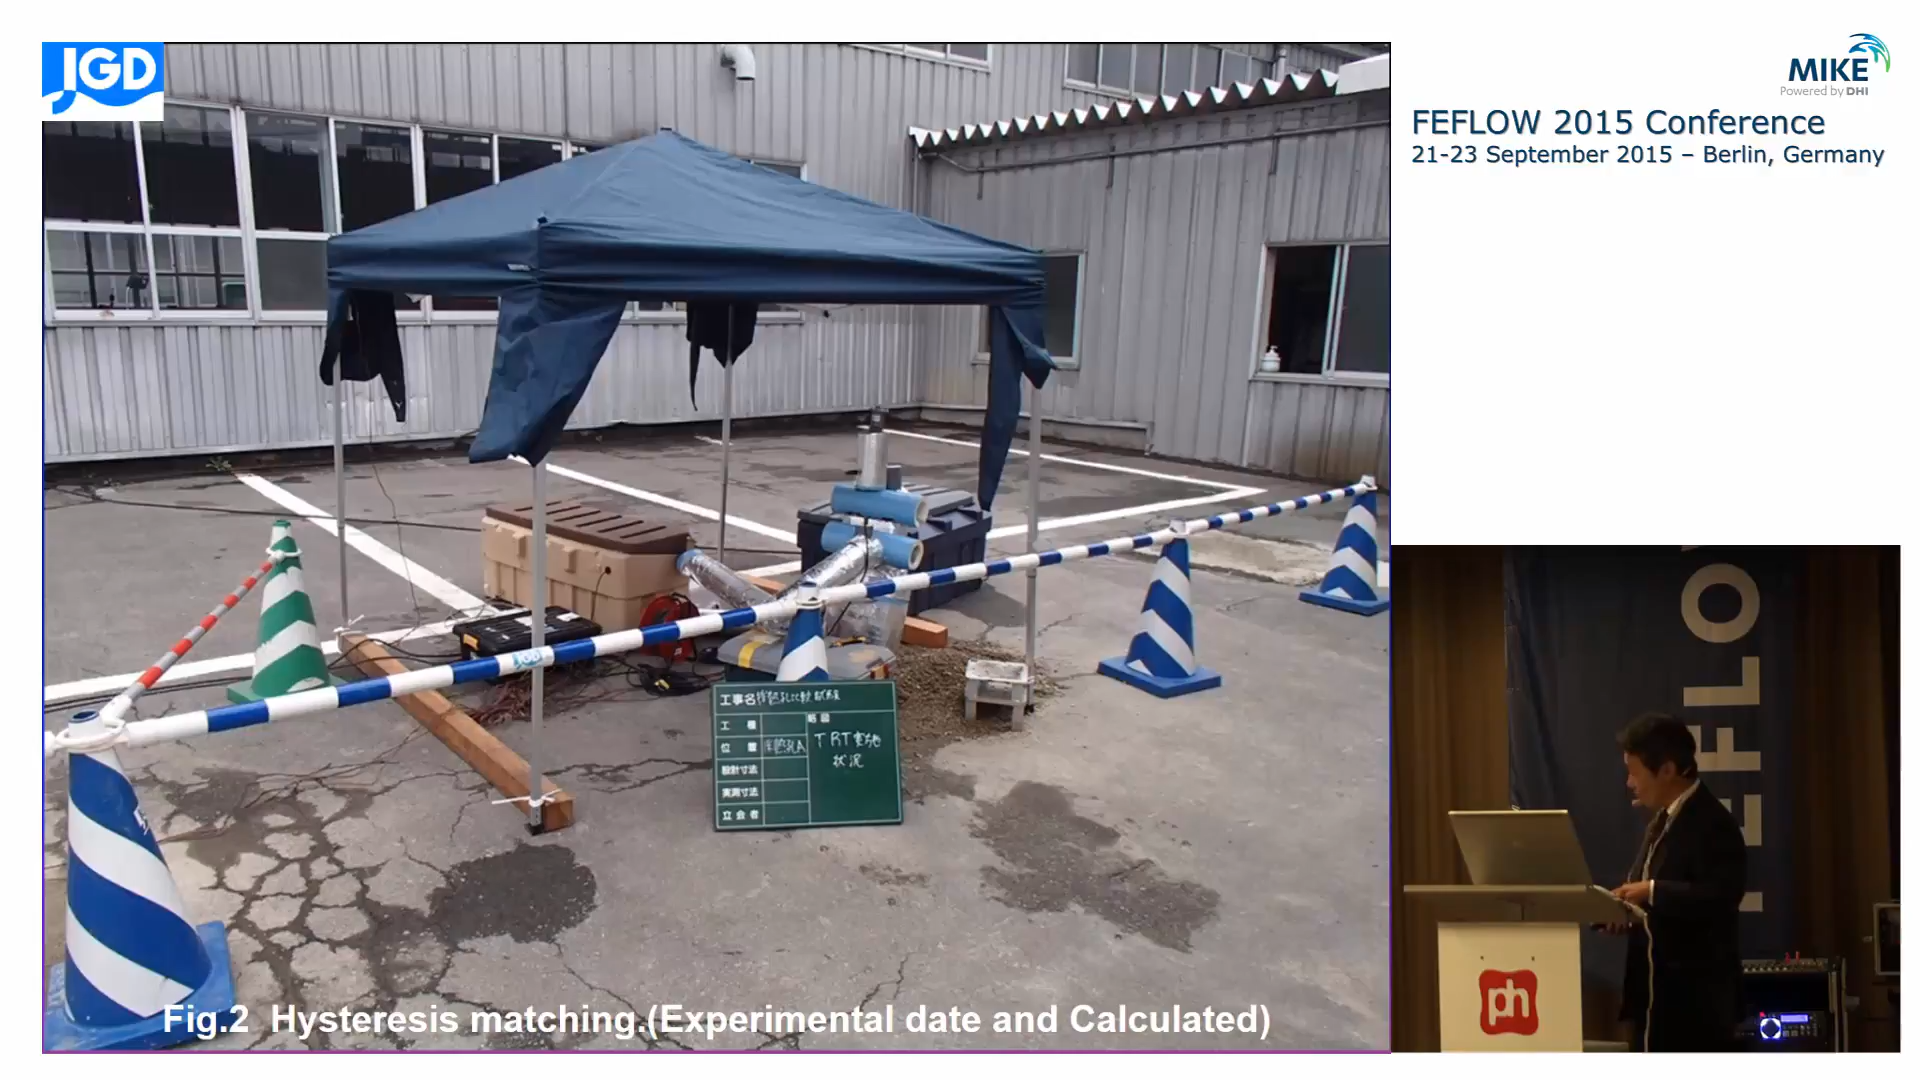 JGD
MIKE
Powered by DHI
FEFLOW 2015 Conference
21-23 September 2015 – Berlin, Germany
JGD
工事名
工種
位置
設計寸法
実測寸法
立会者
略図
TRT実施
状況
Fig.2 Hysteresis matching.(Experimental date and Calculated)
FEFLO
ph